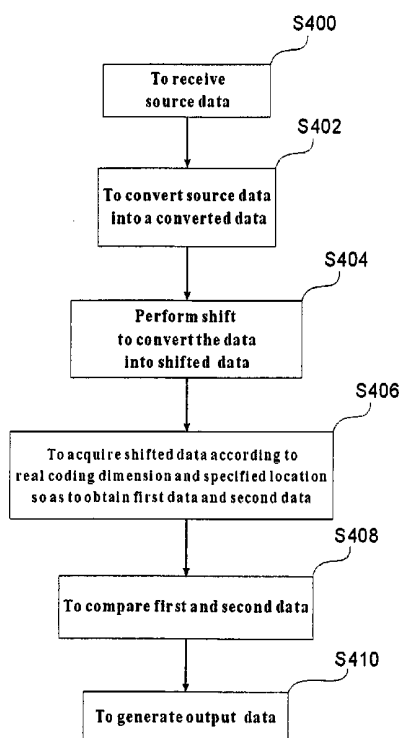 S400
To receive
source data
S402
To convert source data
into a converted data
S404
Perform shift
to convert the data
into shifted data
S406
To acquire shifted data according to
real coding dimension and specified location
so as to obtain first data and second data
S408
To compare first and second data
S410
To generate output data